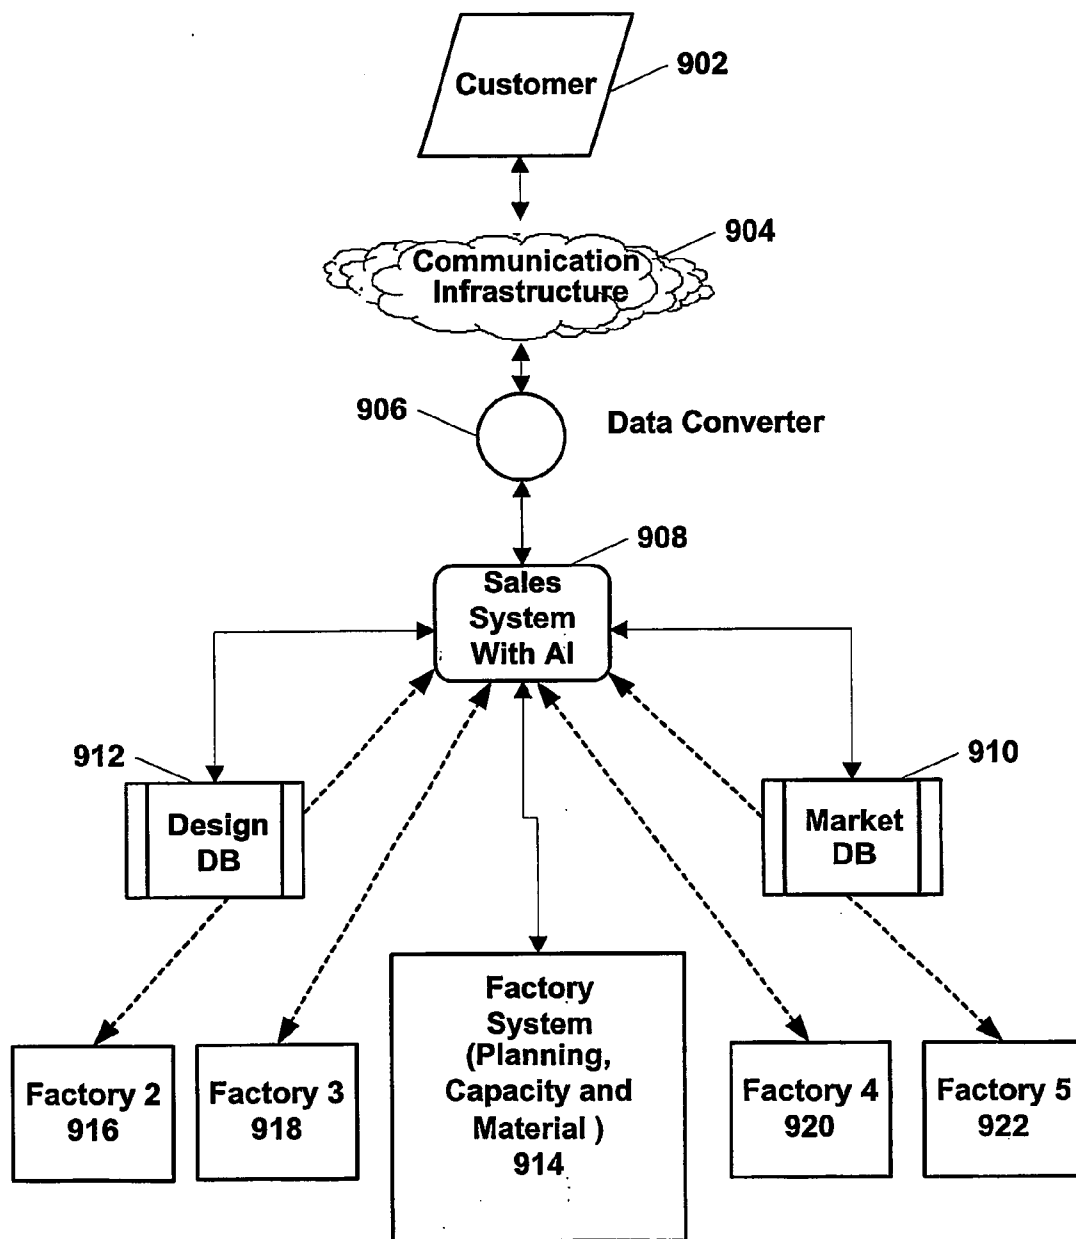 Customer
902
904
Communication
Infrastructure
906
Data Converter
908
Sales
System
With AI
912
910
Design
DB
Market
DB
Factory 2
916
Factory 3
918
Factory
System
(Planning,
Capacity and
Material )
914
Factory 4
920
Factory 5
922